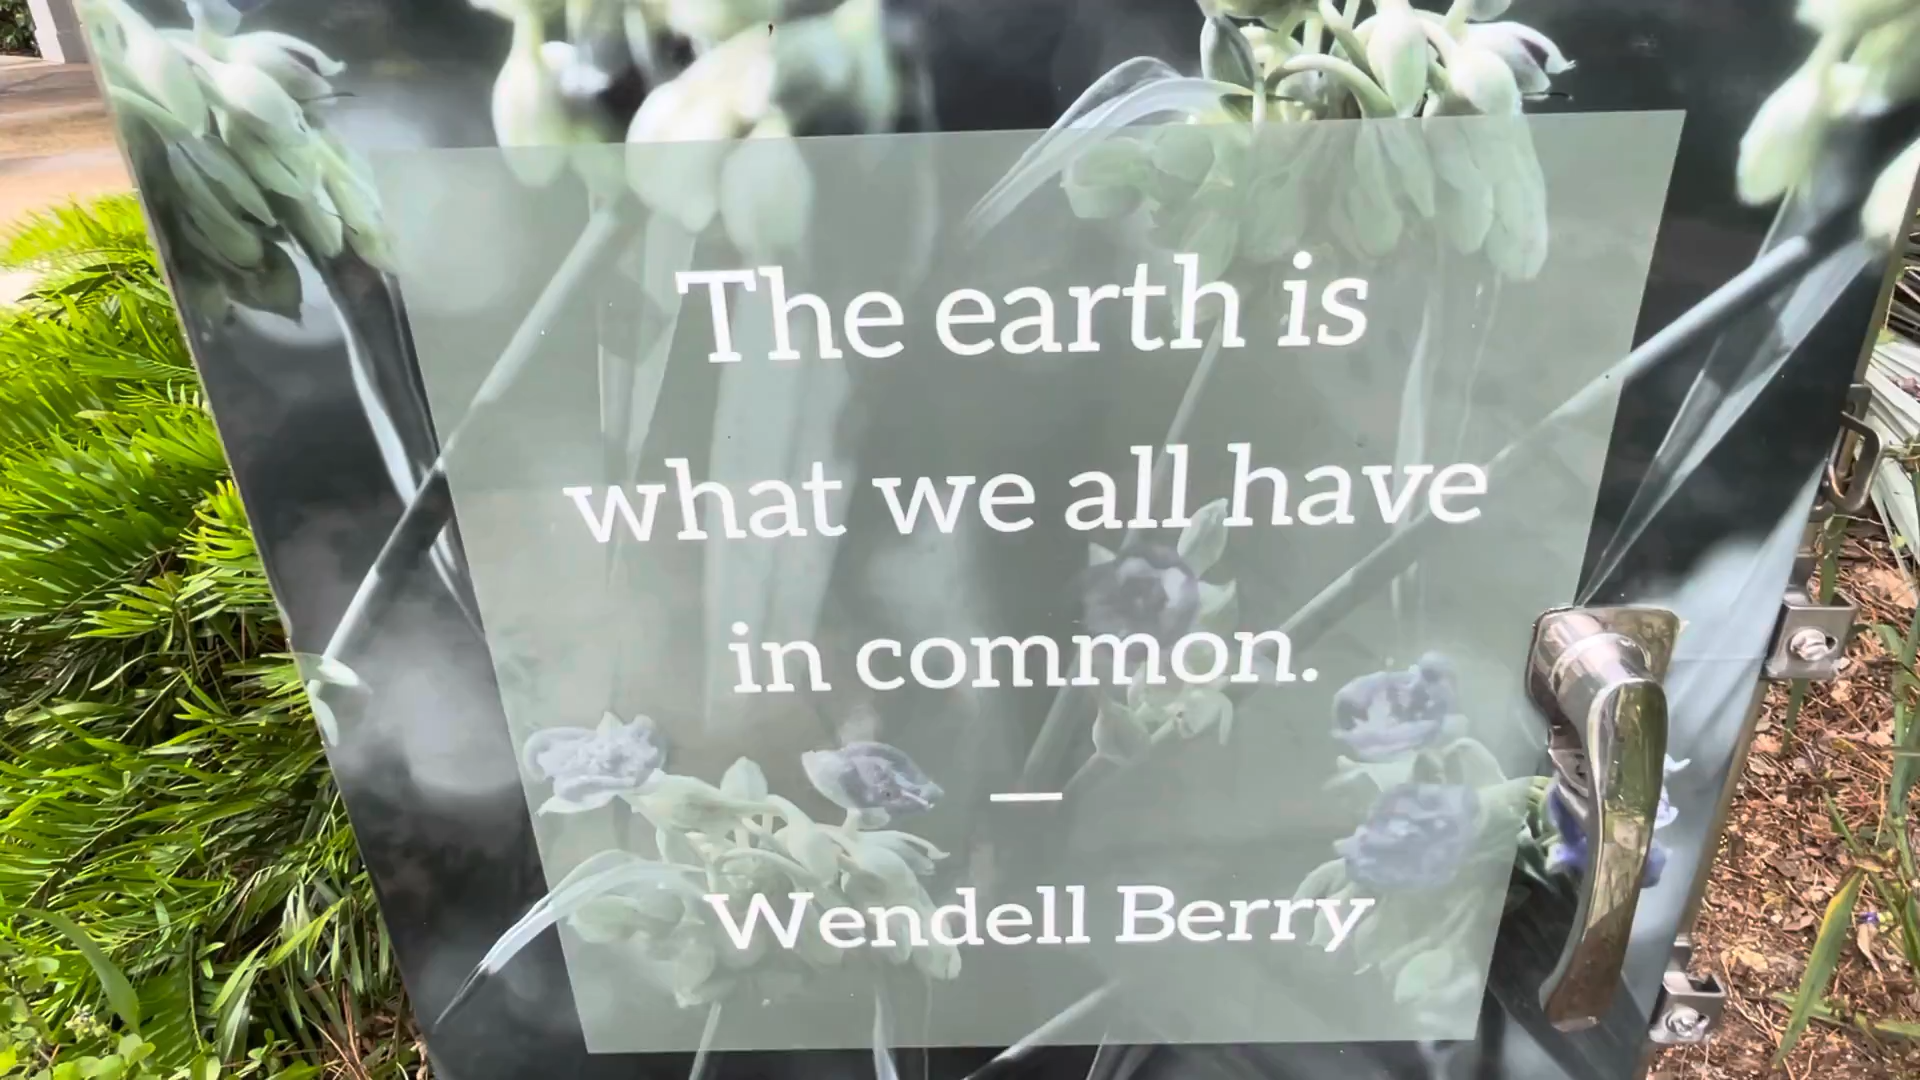 The earth is
what we all have
in common.
—
Wendell Berry